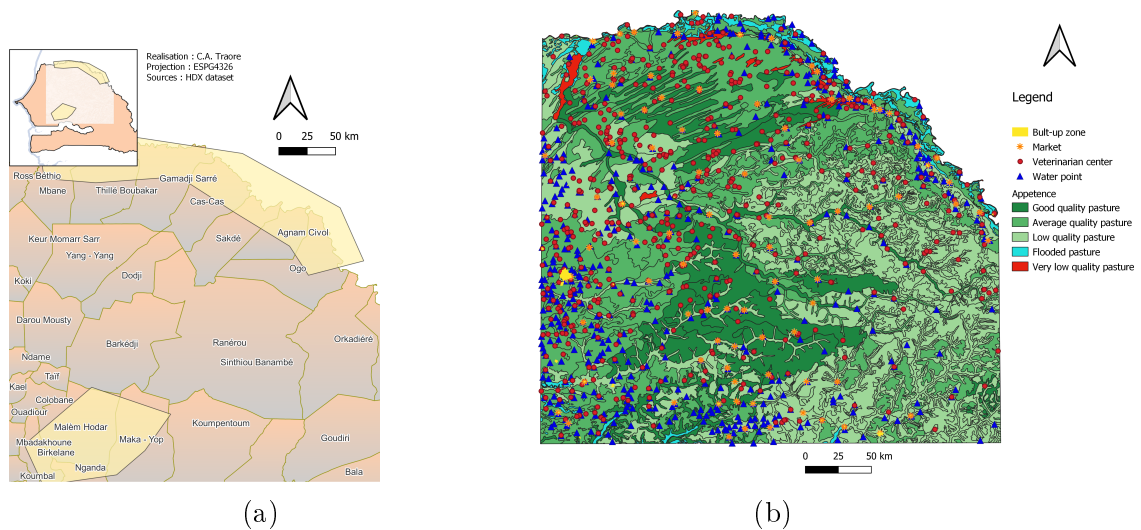 Realisation : C.A. Traore
Projection : ESPG4326
Sources : HDX dataset
0 25 50 km
Ross Béthio
Mbane
Thillé Boubakar
Gamadji Sarré
Cas-Cas
Agnam Civol
Sakdé
Keur Momarr Sarr
Yang - Yang
Dodji
Ogo
Koki
Darou Mousty
Barkédji
Ranérou
Orkadiéré
Sinthiou Banambé
Ndame
Taïf
Kael
Colobane
Ouadiour
Malèm Hodar
Koumpentoum
Maka - Yop
Mbadakhoune
Birkelane
Goudiri
Nganda
Koumbal
Bala
(a)
Legend
Bult-up zone
Market
Veterinarian center
Water point
Appetence
Good quality pasture
Average quality pasture
Low quality pasture
Flooded pasture
Very low quality pasture
0 25 50 km
(b)